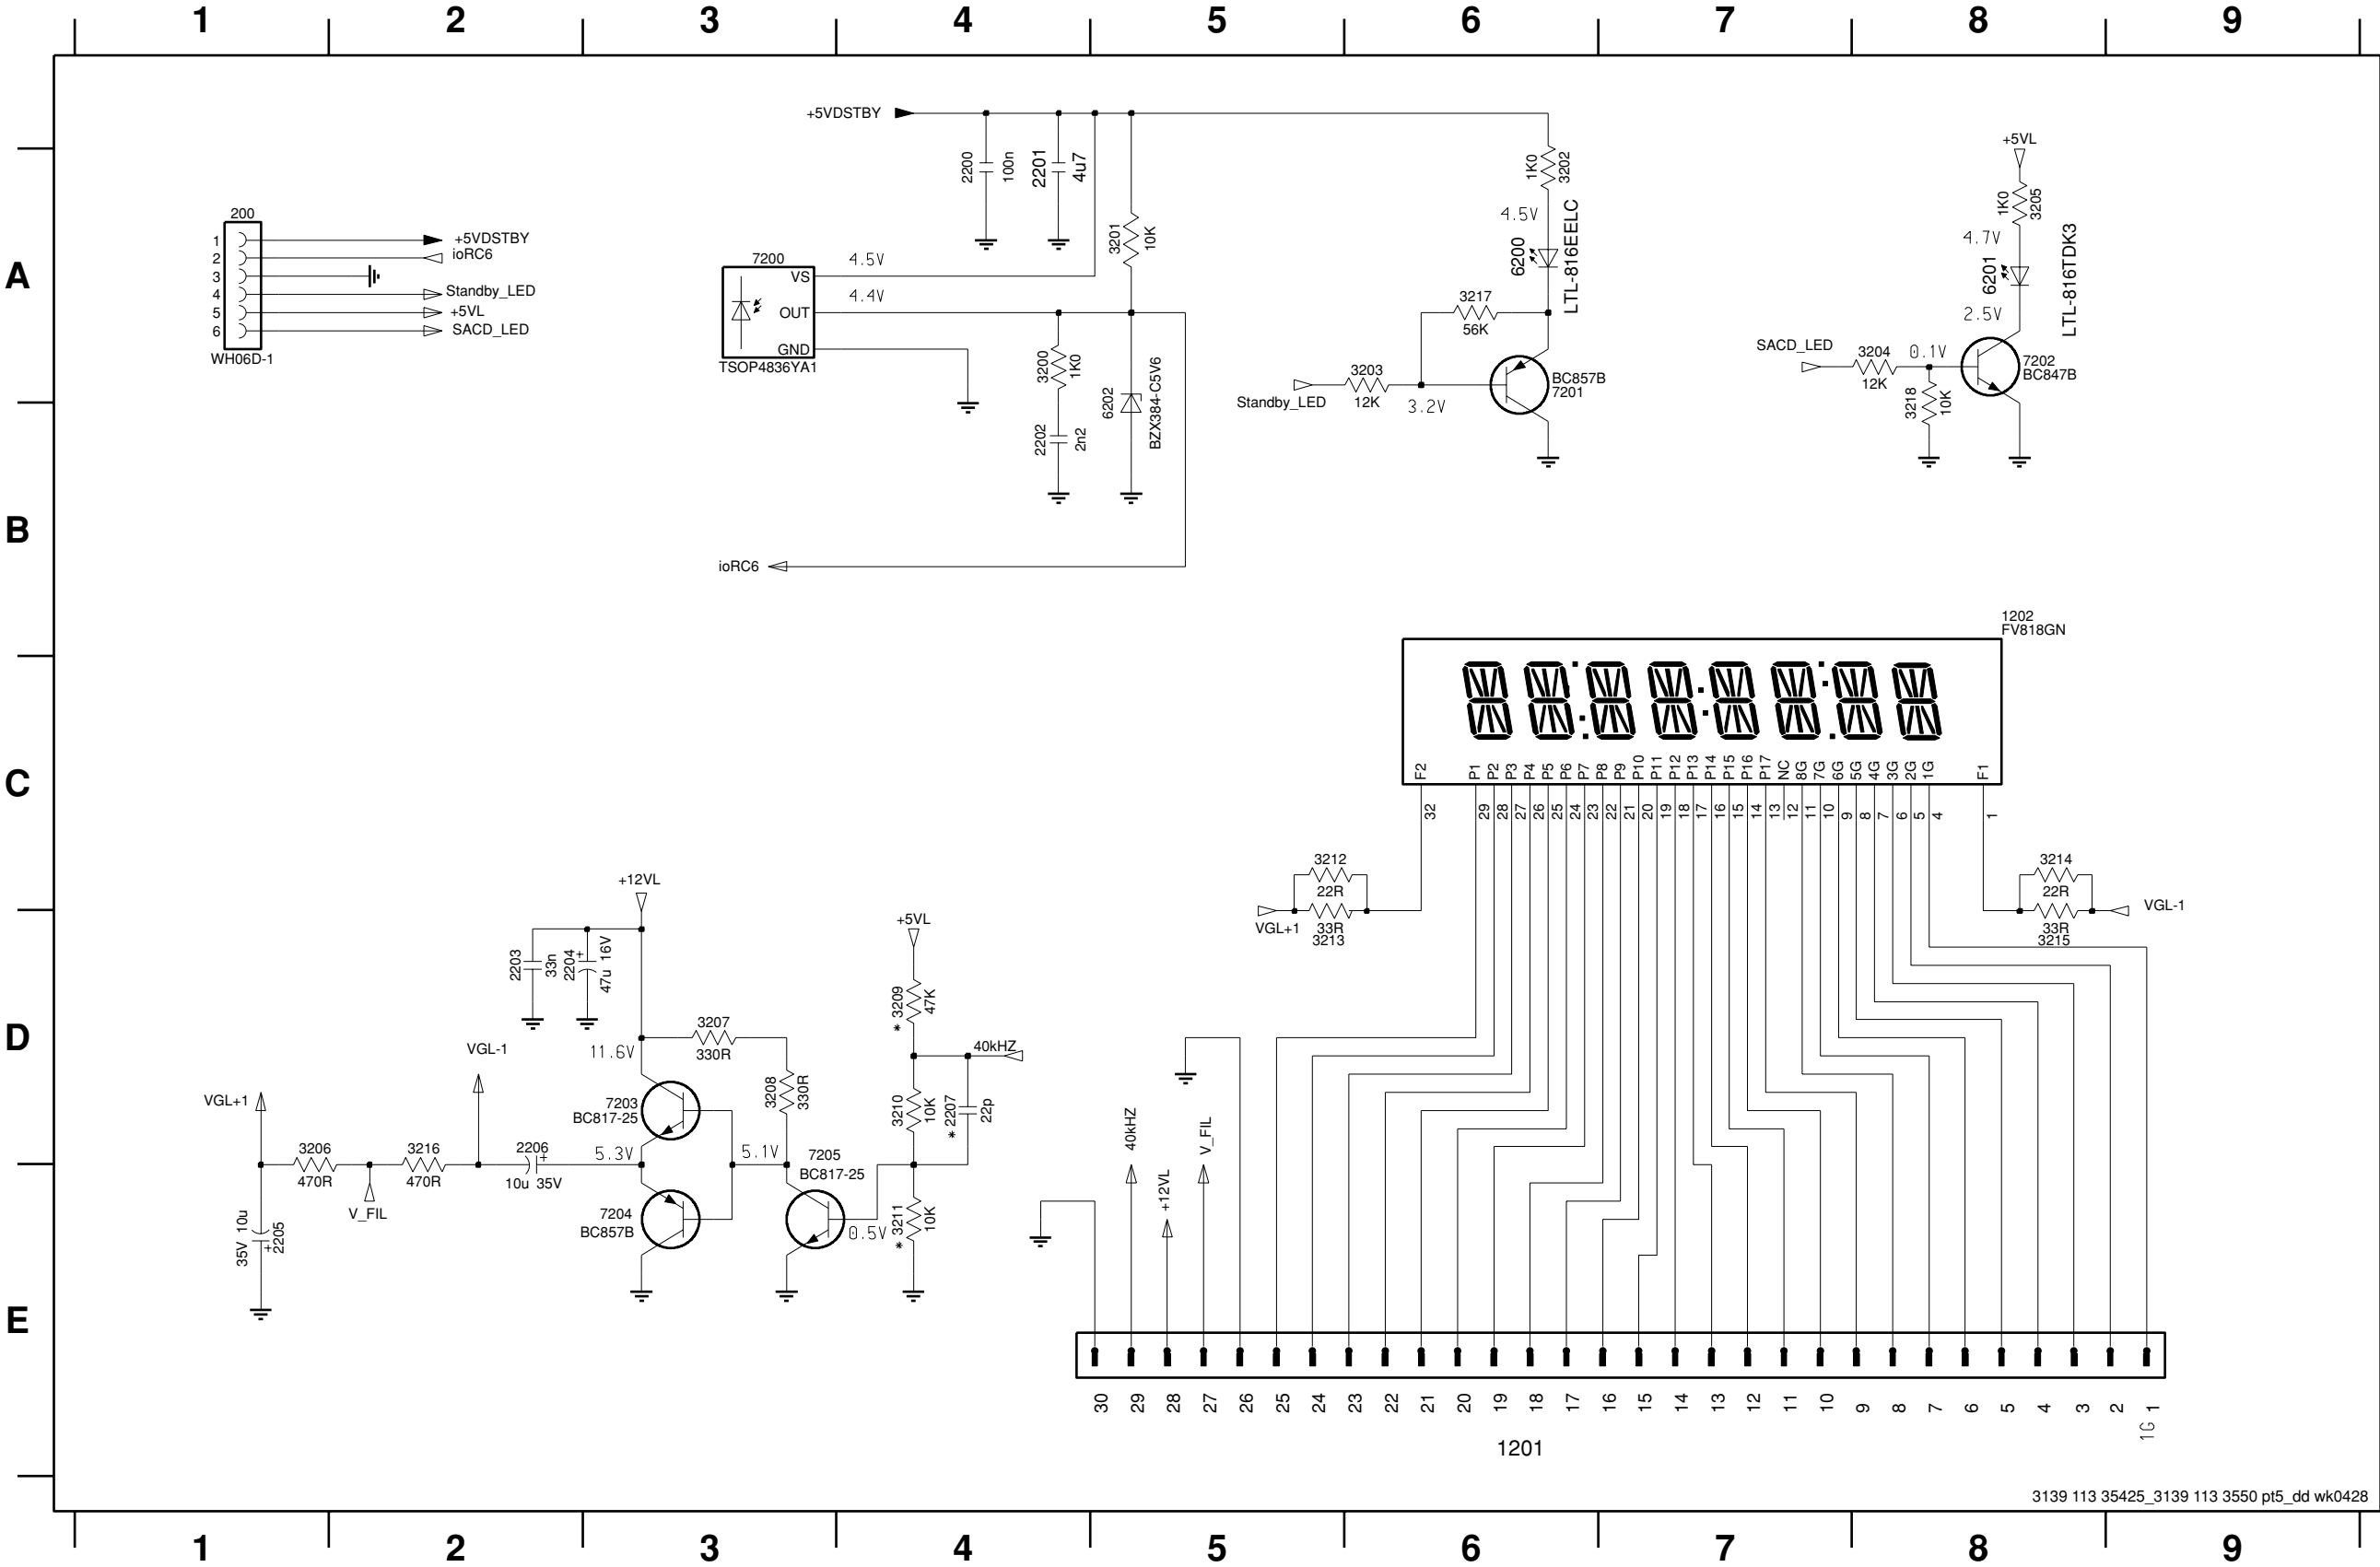 1 2 3 4 5 6 7 8 9
A
B
C
D
E
+5VDSTBY
2200
100n
2201
4u7
3201
10K
1K0
3202
4.5V
6200
LTL-816EELC
+5VL
1K0
3205
4.7V
6201
LTL-816TDK3
2.5V
200
1
2
3
4
5
6
WH06D-1
+5VDSTBY
ioRC6
Standby_LED
+5VL
SACD_LED
7200
VS
OUT
GND
TSOP4836YA1
4.5V
4.4V
3200
1K0
2202
2n2
6202
BZX384-C5V6
ioRC6
3217
56K
3203
12K
Standby_LED
3.2V
BC857B
7201
SACD_LED
3204
12K
0.1V
3218
10K
7202
BC847B
1202
FV818GN
F2 P1 P2 P3 P4 P5 P6 P7 P8 P9 P10 P11 P12 P13 P14 P15 P16 P17 NC 8G 7G 6G 5G 4G 3G 2G 1G F1
32 29 28 27 26 25 24 23 22 21 20 19 18 17 16 15 14 13 12 11 10 9 8 7 6 5 4 1
3212
22R
VGL+1
33R
3213
3214
22R
33R
3215
VGL-1
+12VL
2203
33n
2204
+
47u 16V
11.6V
3207
330R
3208
330R
7203
BC817-25
5.3V
5.1V
7204
BC857B
7205
BC817-25
0.5V
+5VL
* 3209
47K
40kHZ
3210
10K
* 2207
22p
* 3211
10K
VGL-1
VGL+1
3206
470R
V_FIL
3216
470R
2206
+
10u 35V
35V 10u
+
2205
40kHZ
+12VL
V_FIL
30 29 28 27 26 25 24 23 22 21 20 19 18 17 16 15 14 13 12 11 10 9 8 7 6 5 4 3 2 1
1G
1201
3139 113 35425_3139 113 3550 pt5_dd wk0428
1 2 3 4 5 6 7 8 9